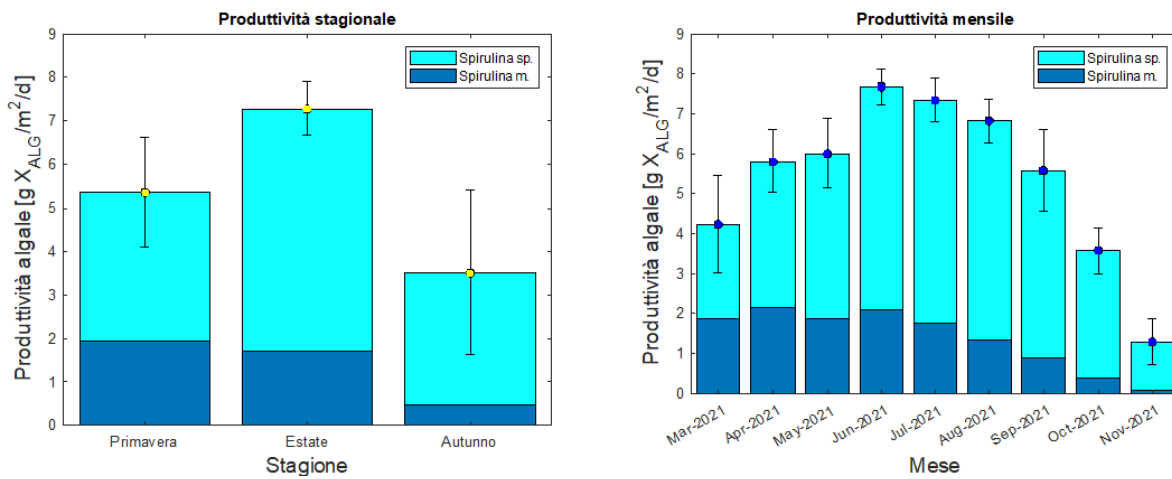 Produttività stagionale
Produttività algale [g X_ALG/m²/d]
9
8
7
6
5
4
3
2
1
0
Spirulina sp.
Spirulina m.
Primavera
Estate
Autunno
Stagione
Produttività mensile
Produttività algale [g X_ALG/m²/d]
9
8
7
6
5
4
3
2
1
0
Spirulina sp.
Spirulina m.
Mar-2021
Apr-2021
May-2021
Jun-2021
Jul-2021
Aug-2021
Sep-2021
Oct-2021
Nov-2021
Mese